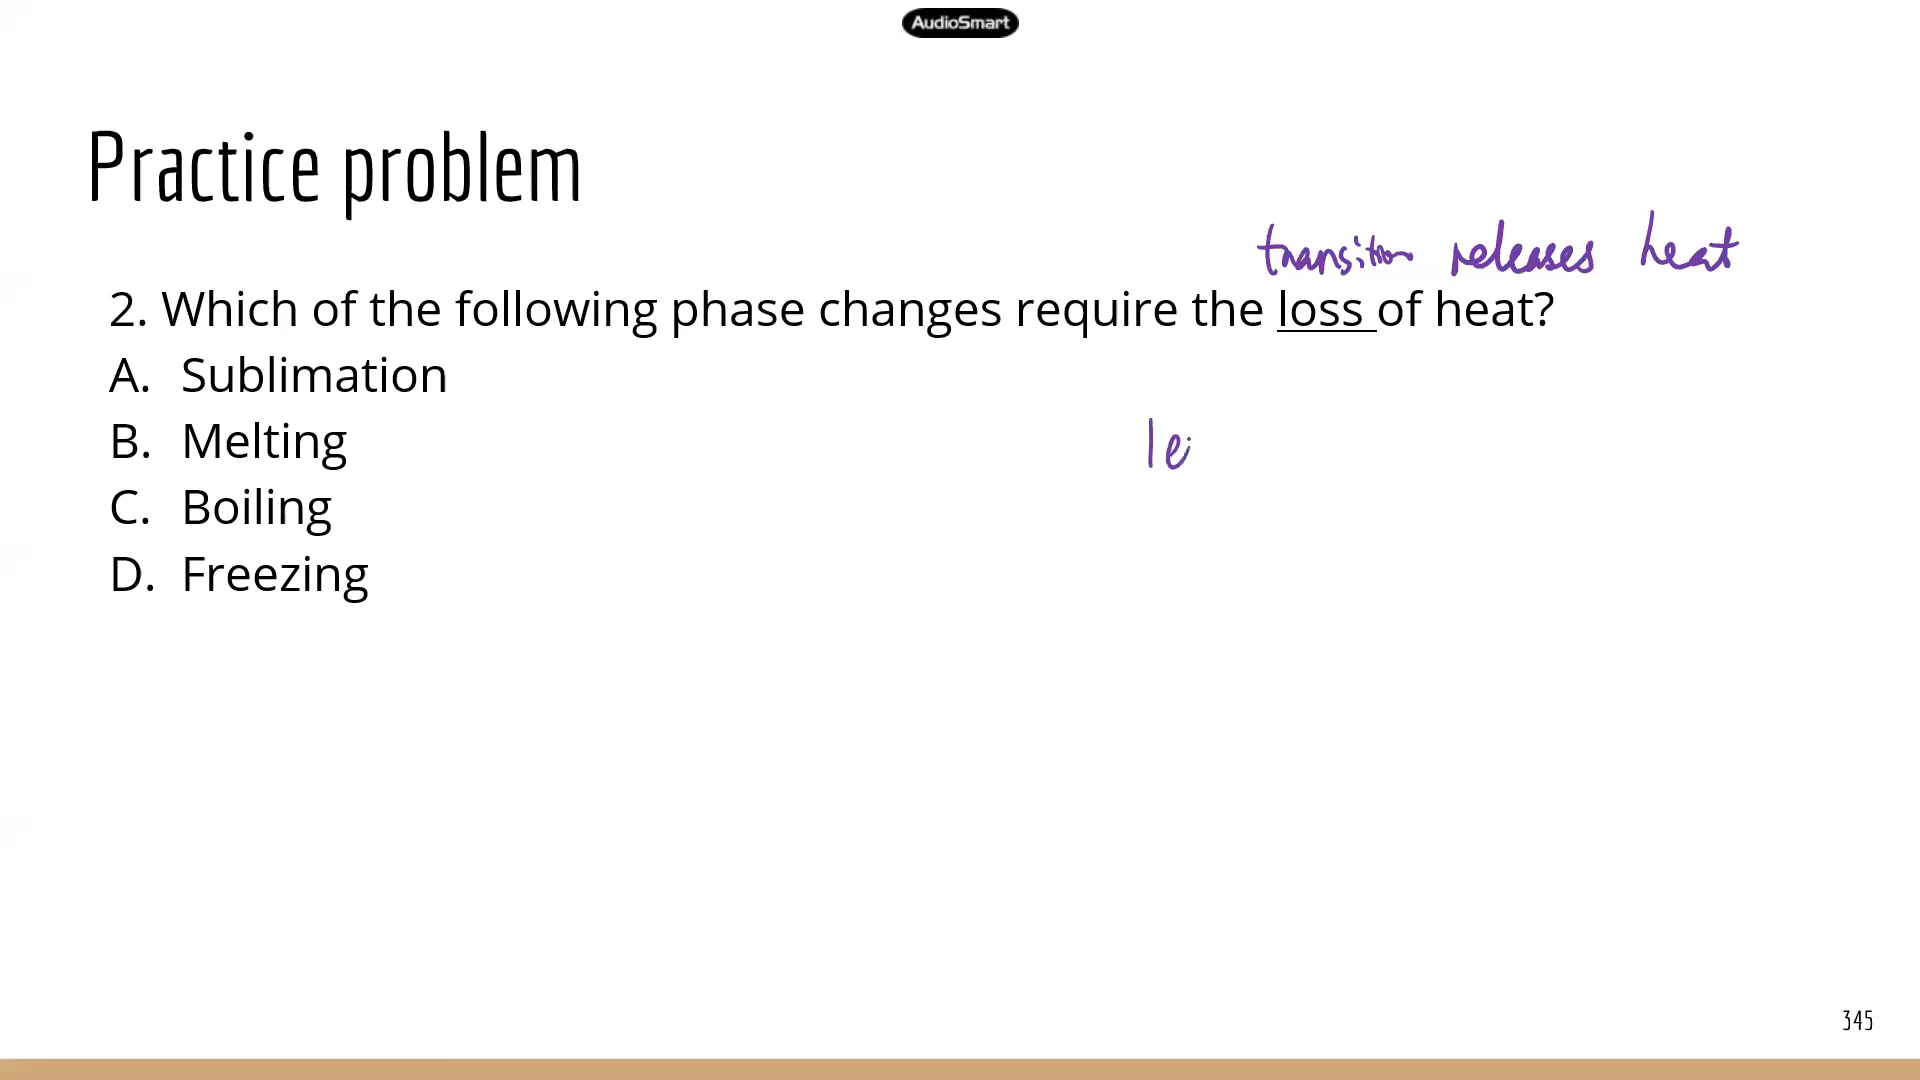 AudioSmart
Practice problem
transition releases heat
2. Which of the following phase changes require the loss of heat?
A. Sublimation
B. Melting
le
C. Boiling
D. Freezing
345